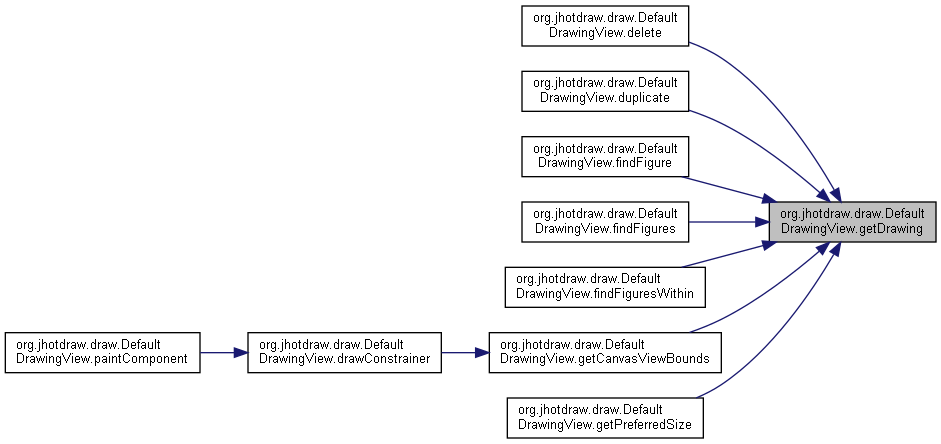 org.jhotdraw.draw.Default
DrawingView.delete
org.jhotdraw.draw.Default
DrawingView.duplicate
org.jhotdraw.draw.Default
DrawingView.findFigure
org.jhotdraw.draw.Default
DrawingView.getDrawing
org.jhotdraw.draw.Default
DrawingView.findFigures
org.jhotdraw.draw.Default
DrawingView.findFiguresWithin
org.jhotdraw.draw.Default
DrawingView.paintComponent
org.jhotdraw.draw.Default
DrawingView.drawConstrainer
org.jhotdraw.draw.Default
DrawingView.getCanvasViewBounds
org.jhotdraw.draw.Default
DrawingView.getPreferredSize